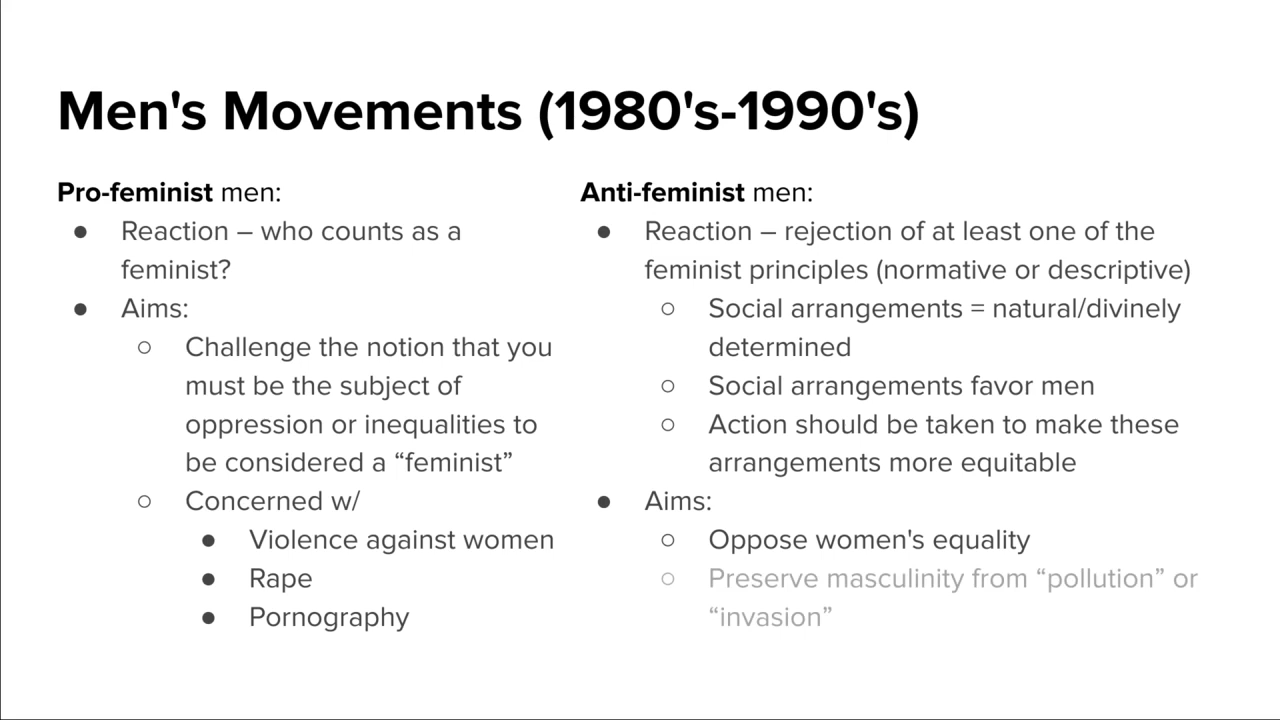 Men's Movements (1980's-1990's)
Pro-feminist men:
● Reaction – who counts as a
feminist?
● Aims:
○ Challenge the notion that you
must be the subject of
oppression or inequalities to
be considered a “feminist”
○ Concerned w/
● Violence against women
● Rape
● Pornography
Anti-feminist men:
● Reaction – rejection of at least one of the
feminist principles (normative or descriptive)
○ Social arrangements = natural/divinely
determined
○ Social arrangements favor men
○ Action should be taken to make these
arrangements more equitable
● Aims:
○ Oppose women's equality
○ Preserve masculinity from “pollution” or
“invasion”